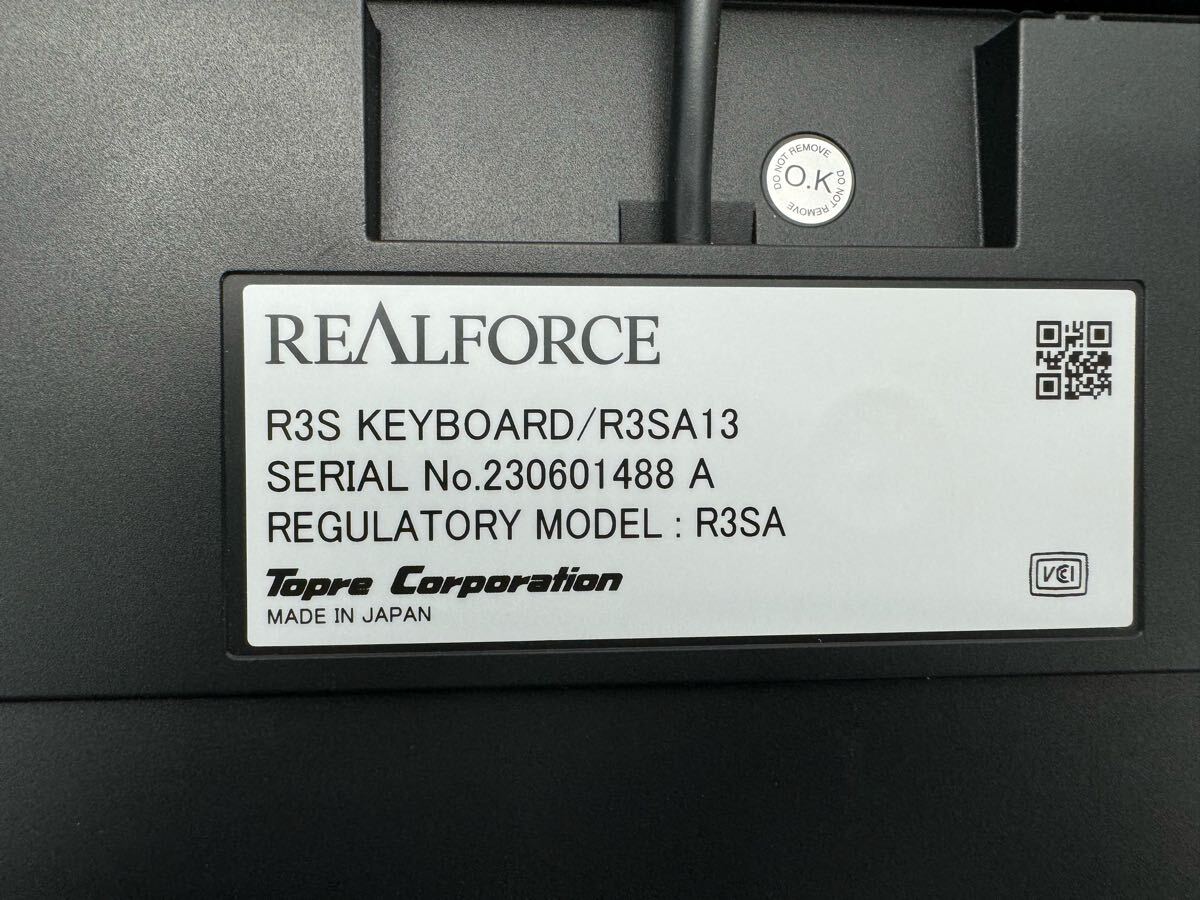 DO NOT REMOVE DO NOT REMOVE
O.K
REALFORCE
R3S KEYBOARD/R3SA13
SERIAL No.230601488 A
REGULATORY MODEL : R3SA
Topre Corporation
MADE IN JAPAN
VCI